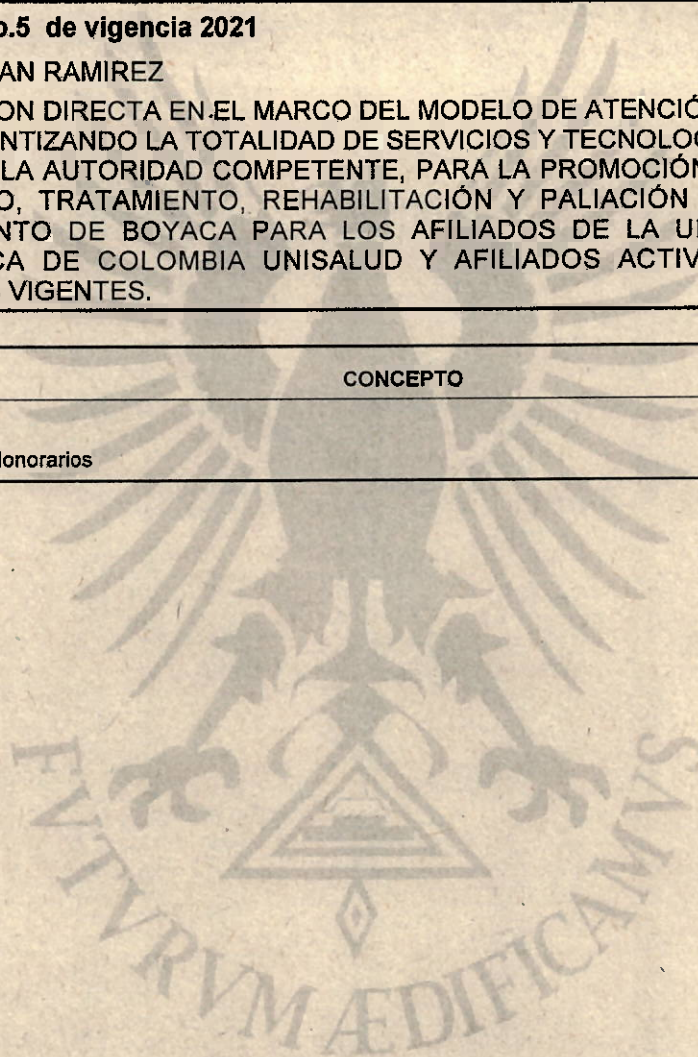 o.5 de vigencia 2021
AN RAMIREZ
ON DIRECTA EN EL MARCO DEL MODELO DE ATENCIÓ
NTIZANDO LA TOTALIDAD DE SERVICIOS Y TECNOLOG
LA AUTORIDAD COMPETENTE, PARA LA PROMOCIÓN
O, TRATAMIENTO, REHABILITACIÓN Y PALIACIÓN
NTO DE BOYACA PARA LOS AFILIADOS DE LA U
CA DE COLOMBIA UNISALUD Y AFILIADOS ACTIV
VIGENTES.
CONCEPTO
Honorarios
FVTVRVM ÆDIFICAMVS